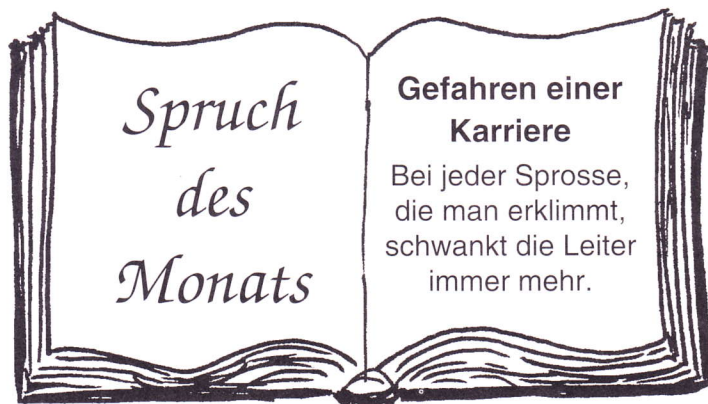 Spruch
des
Monats
Gefahren einer
Karriere
Bei jeder Sprosse,
die man erklimmt,
schwankt die Leiter
immer mehr.